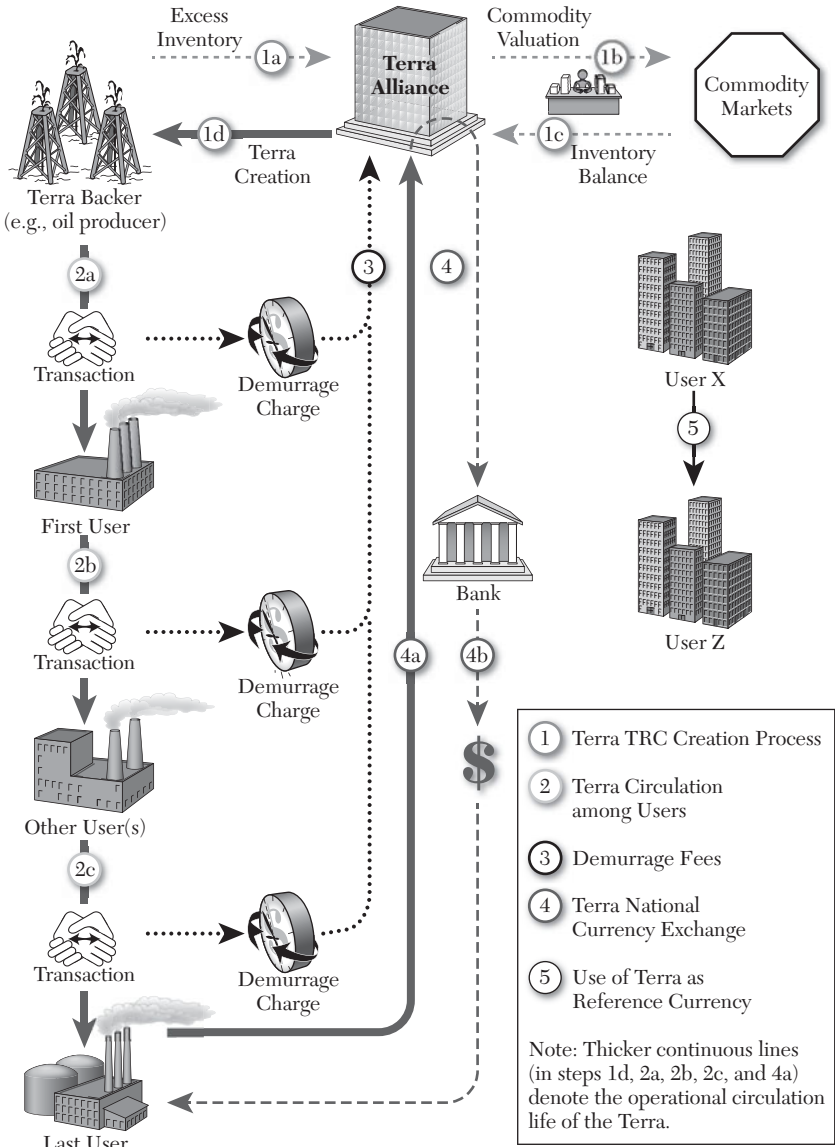 Excess
Inventory
1a
Terra
Alliance
Commodity
Valuation
1b
Commodity
Markets
1c
Inventory
Balance
1d
Terra
Creation
Terra Backer
(e.g., oil producer)
2a
Transaction
Demurrage
Charge
3
4
First User
2b
Transaction
Demurrage
Charge
Other User(s)
2c
Transaction
Demurrage
Charge
Last User
4a
Bank
4b
$
User X
5
User Z
1 Terra TRC Creation Process
2 Terra Circulation
among Users
3 Demurrage Fees
4 Terra National
Currency Exchange
5 Use of Terra as
Reference Currency
Note: Thicker continuous lines
(in steps 1d, 2a, 2b, 2c, and 4a)
denote the operational circulation
life of the Terra.